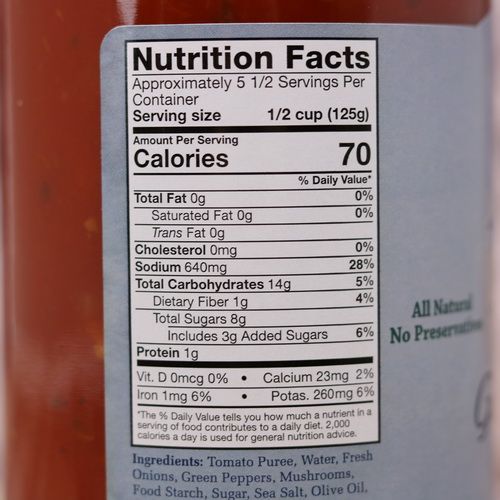 Nutrition Facts
Approximately 5 1/2 Servings Per
Container
Serving size 1/2 cup (125g)
Amount Per Serving
Calories 70
% Daily Value*
Total Fat 0g 0%
Saturated Fat 0g 0%
Trans Fat 0g
Cholesterol 0mg 0%
Sodium 640mg 28%
Total Carbohydrates 14g 5%
Dietary Fiber 1g 4%
Total Sugars 8g
Includes 3g Added Sugars 6%
Protein 1g
Vit. D 0mcg 0% • Calcium 23mg 2%
Iron 1mg 6% • Potas. 260mg 6%
*The % Daily Value tells you how much a nutrient in a
serving of food contributes to a daily diet. 2,000
calories a day is used for general nutrition advice.
Ingredients: Tomato Puree, Water, Fresh
Onions, Green Peppers, Mushrooms,
Food Starch, Sugar, Sea Salt, Olive Oil,
All Natural
No